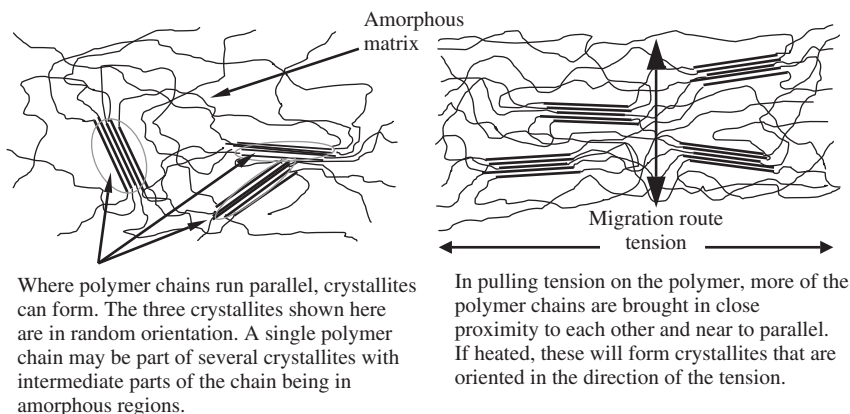 Amorphous
matrix
Where polymer chains run parallel, crystallites
can form. The three crystallites shown here
are in random orientation. A single polymer
chain may be part of several crystallites with
intermediate parts of the chain being in
amorphous regions.
Migration route
tension
In pulling tension on the polymer, more of the
polymer chains are brought in close
proximity to each other and near to parallel.
If heated, these will form crystallites that are
oriented in the direction of the tension.